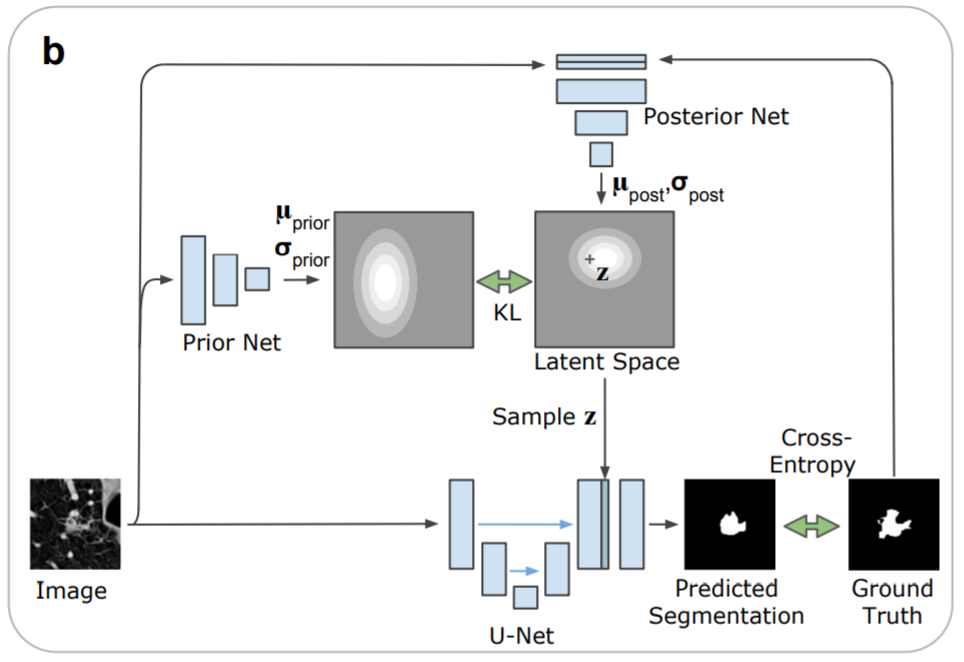 b
Posterior Net
μpost,σpost
μprior
σprior
z
KL
Prior Net
Latent Space
Sample z
Cross-
Entropy
Image
U-Net
Predicted
Segmentation
Ground
Truth